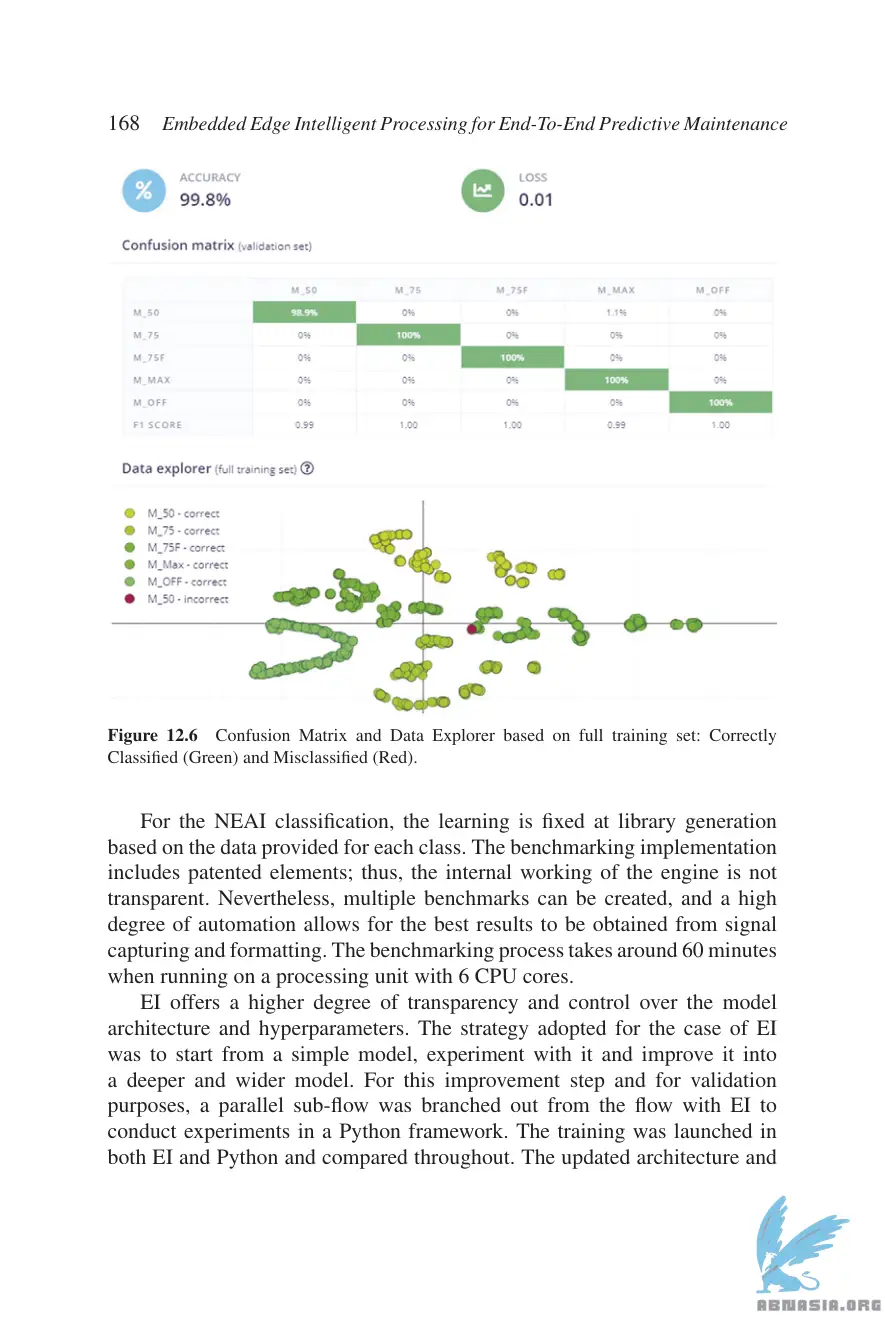 168 Embedded Edge Intelligent Processing for End-To-End Predictive Maintenance
% ACCURACY
99.8%
LOSS
0.01
Confusion matrix (validation set)
M_50 M_75 M_75F M_MAX M_OFF
M_50 98.9% 0% 0% 1.1% 0%
M_75 0% 100% 0% 0% 0%
M_75F 0% 0% 100% 0% 0%
M_MAX 0% 0% 0% 100% 0%
M_OFF 0% 0% 0% 0% 100%
F1 SCORE 0.99 1.00 1.00 0.99 1.00
Data explorer (full training set) ?
M_50 - correct
M_75 - correct
M_75F - correct
M_Max - correct
M_OFF - correct
M_50 - incorrect
Figure 12.6 Confusion Matrix and Data Explorer based on full training set: Correctly
Classified (Green) and Misclassified (Red).
For the NEAI classification, the learning is fixed at library generation
based on the data provided for each class. The benchmarking implementation
includes patented elements; thus, the internal working of the engine is not
transparent. Nevertheless, multiple benchmarks can be created, and a high
degree of automation allows for the best results to be obtained from signal
capturing and formatting. The benchmarking process takes around 60 minutes
when running on a processing unit with 6 CPU cores.
EI offers a higher degree of transparency and control over the model
architecture and hyperparameters. The strategy adopted for the case of EI
was to start from a simple model, experiment with it and improve it into
a deeper and wider model. For this improvement step and for validation
purposes, a parallel sub-flow was branched out from the flow with EI to
conduct experiments in a Python framework. The training was launched in
both EI and Python and compared throughout. The updated architecture and
ABNASIA.ORG